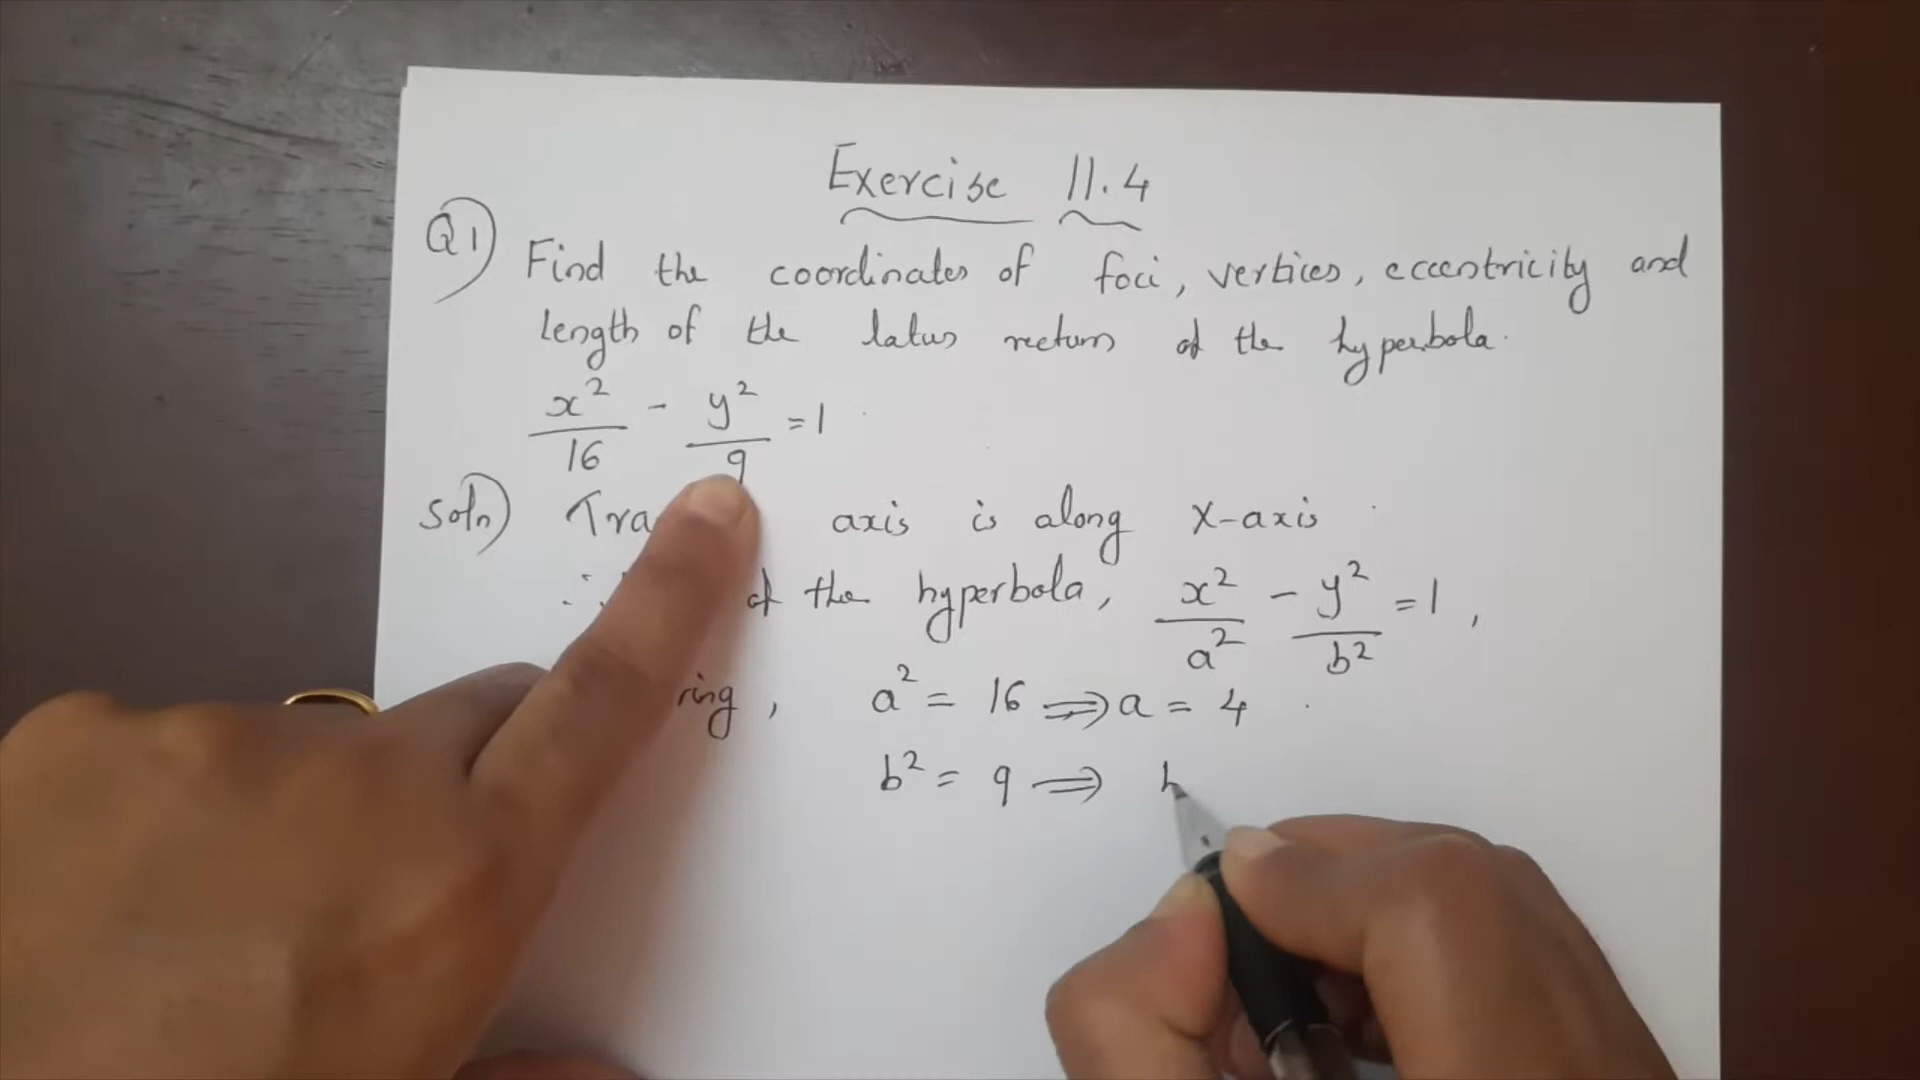 Exercise 11.4
Q1) Find the coordinates of foci, vertices, eccentricity and
length of the latus rectum of the hyperbola.
x²/16 - y²/9 = 1
Soln) axis is along X-axis
of the hyperbola, x²/a² - y²/b² = 1,
, a² = 16 ⟹ a = 4
b² = 9 ⟹